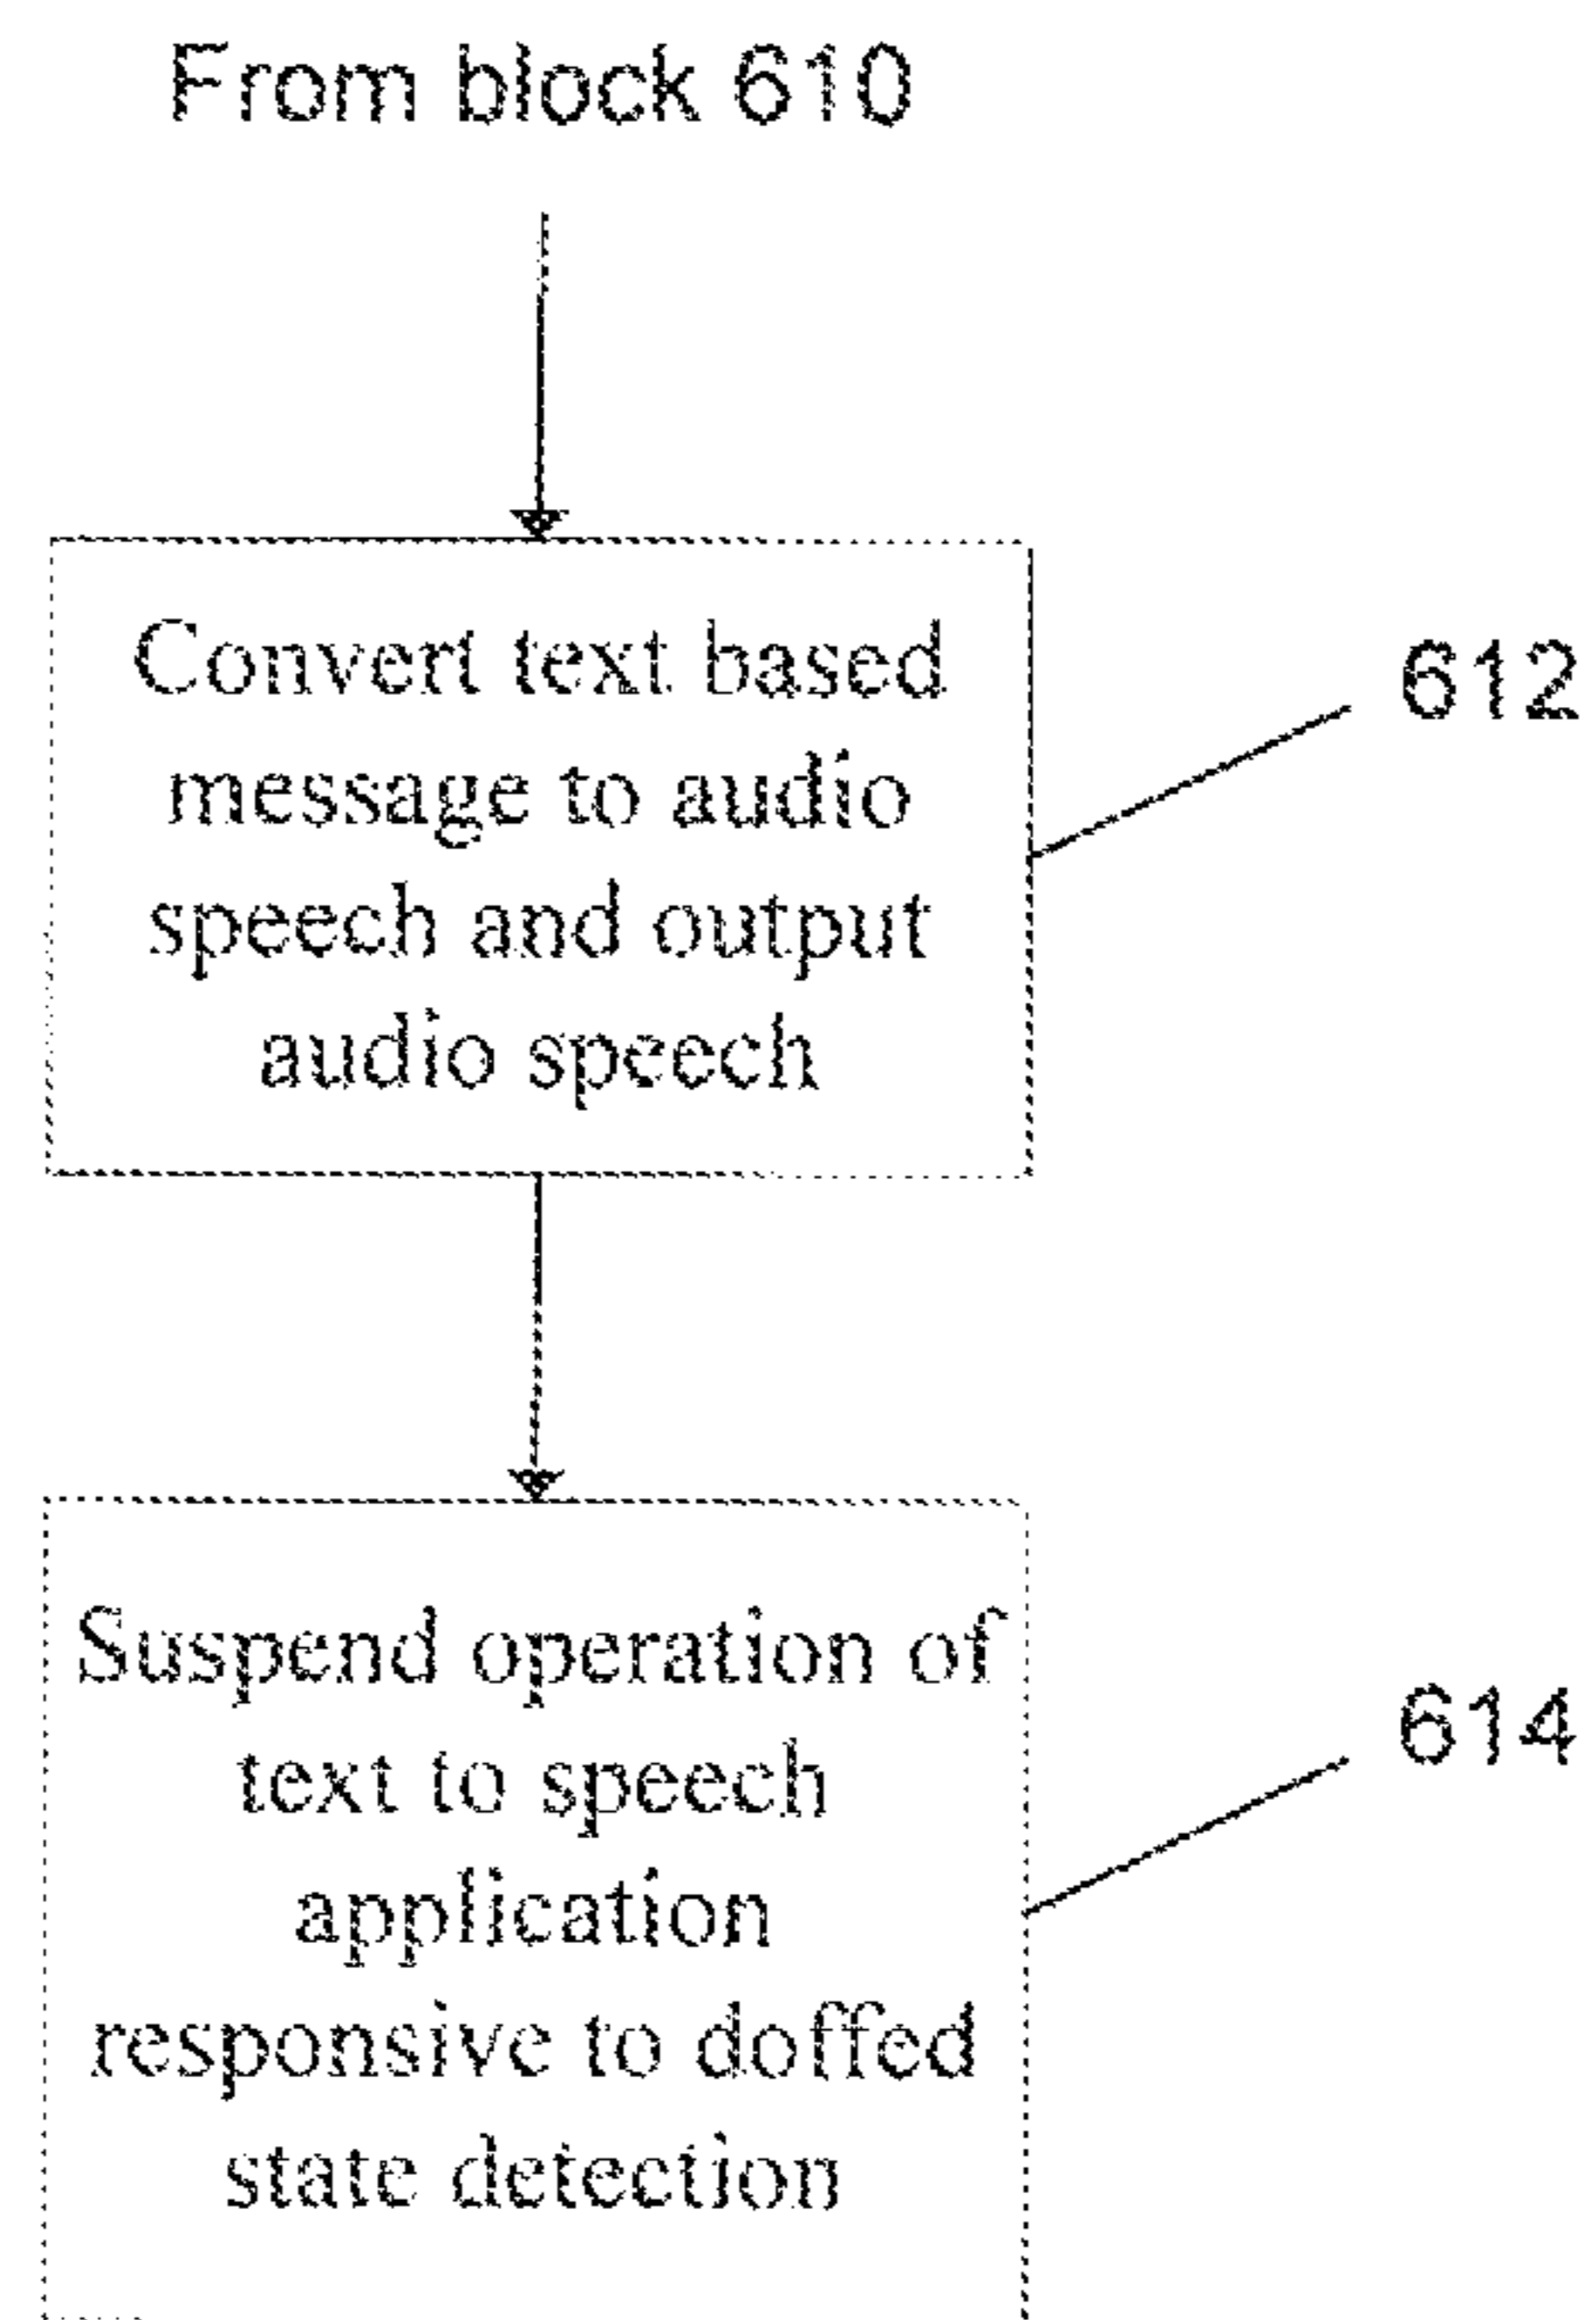 From block 610
Convert text based
message to audio
speech and output
audio speech
612
Suspend operation of
text to speech
application
responsive to doffed
state detection
614